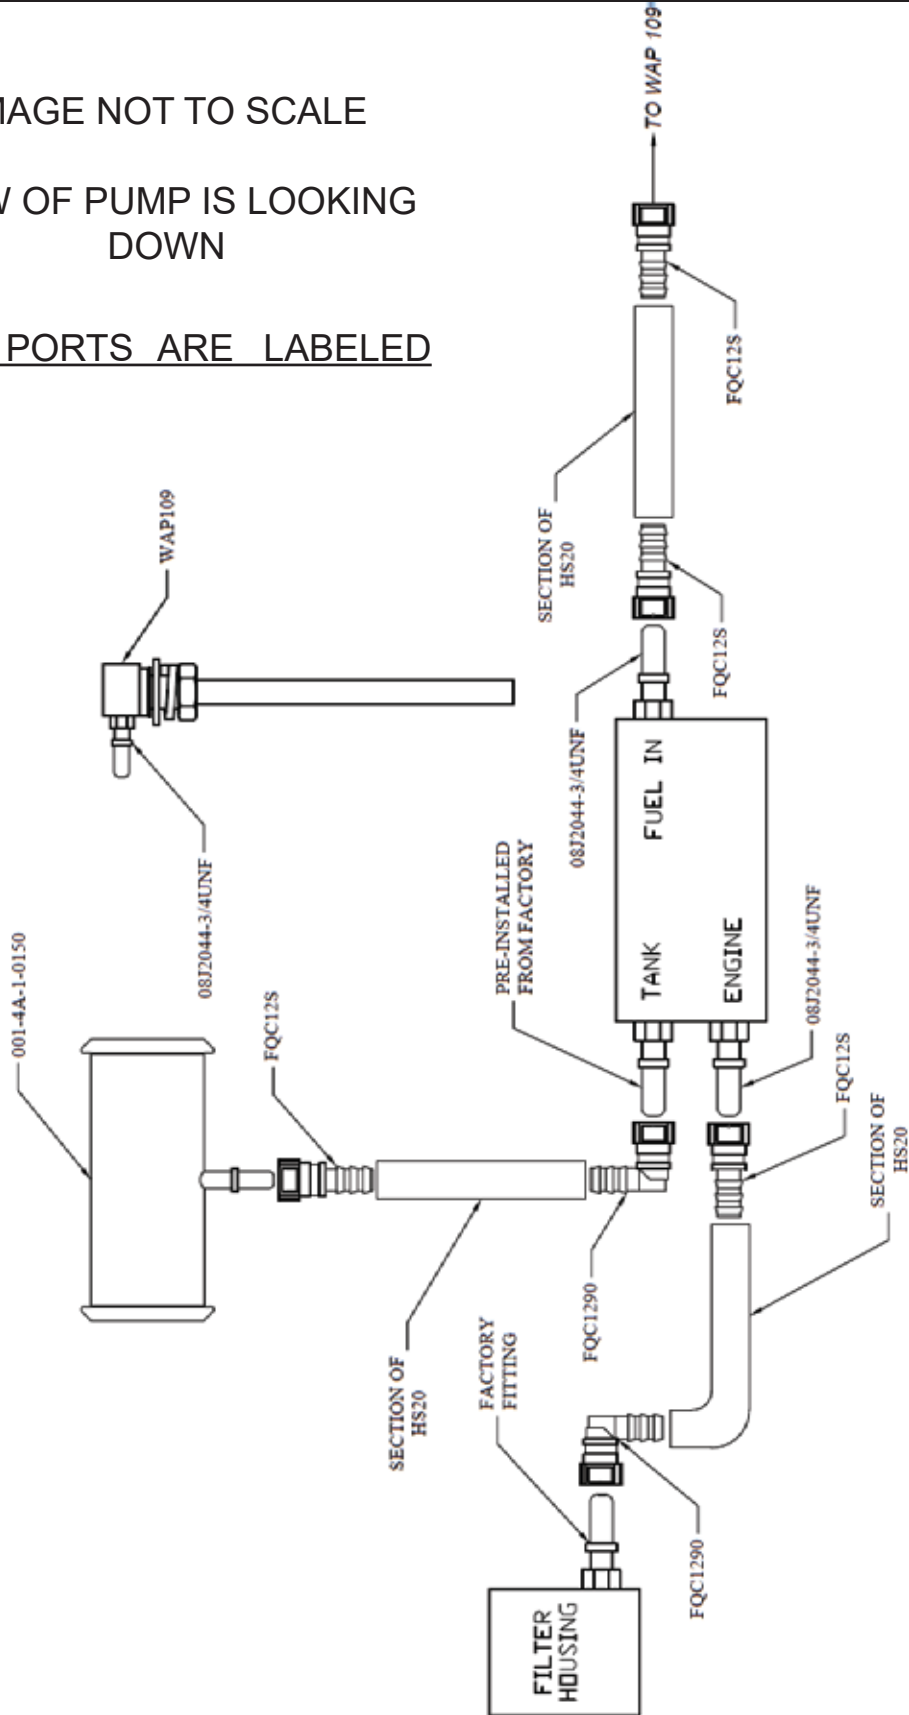 MAGE NOT TO SCALE
W OF PUMP IS LOOKING
DOWN
PORTS ARE LABELED
TO WAP 109
FQC12S
SECTION OF
HS20
FQC12S
08J2044-3/4UNF
WAP109
08J2044-3/4UNF
FUEL IN
TANK
ENGINE
PRE-INSTALLED
FROM FACTORY
08J2044-3/4UNF
FQC12S
SECTION OF
HS20
001-4A-1-0150
FQC12S
SECTION OF
HS20
FQC1290
FACTORY
FITTING
FQC1290
FILTER
HOUSING